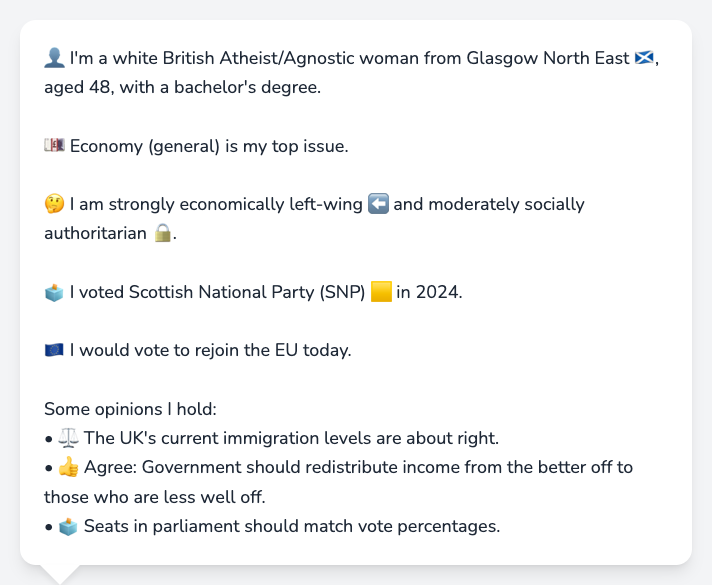 👤 I'm a white British Atheist/Agnostic woman from Glasgow North East 🏴󠁧󠁢󠁳󠁣󠁴󠁿,
aged 48, with a bachelor's degree.
💷 Economy (general) is my top issue.
🤔 I am strongly economically left-wing ⬅️ and moderately socially
authoritarian 🔒.
🗳️ I voted Scottish National Party (SNP) 🟨 in 2024.
🇪🇺 I would vote to rejoin the EU today.
Some opinions I hold:
• ⚖️ The UK's current immigration levels are about right.
• 👍 Agree: Government should redistribute income from the better off to
those who are less well off.
• 🗳️ Seats in parliament should match vote percentages.